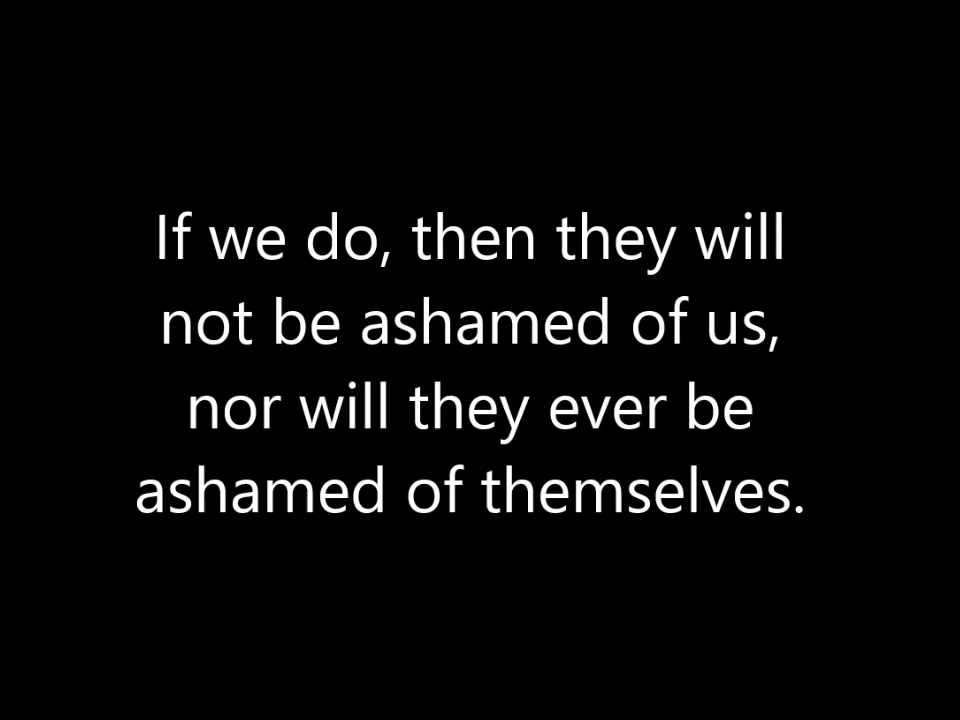 If we do, then they will
not be ashamed of us,
nor will they ever be
ashamed of themselves.